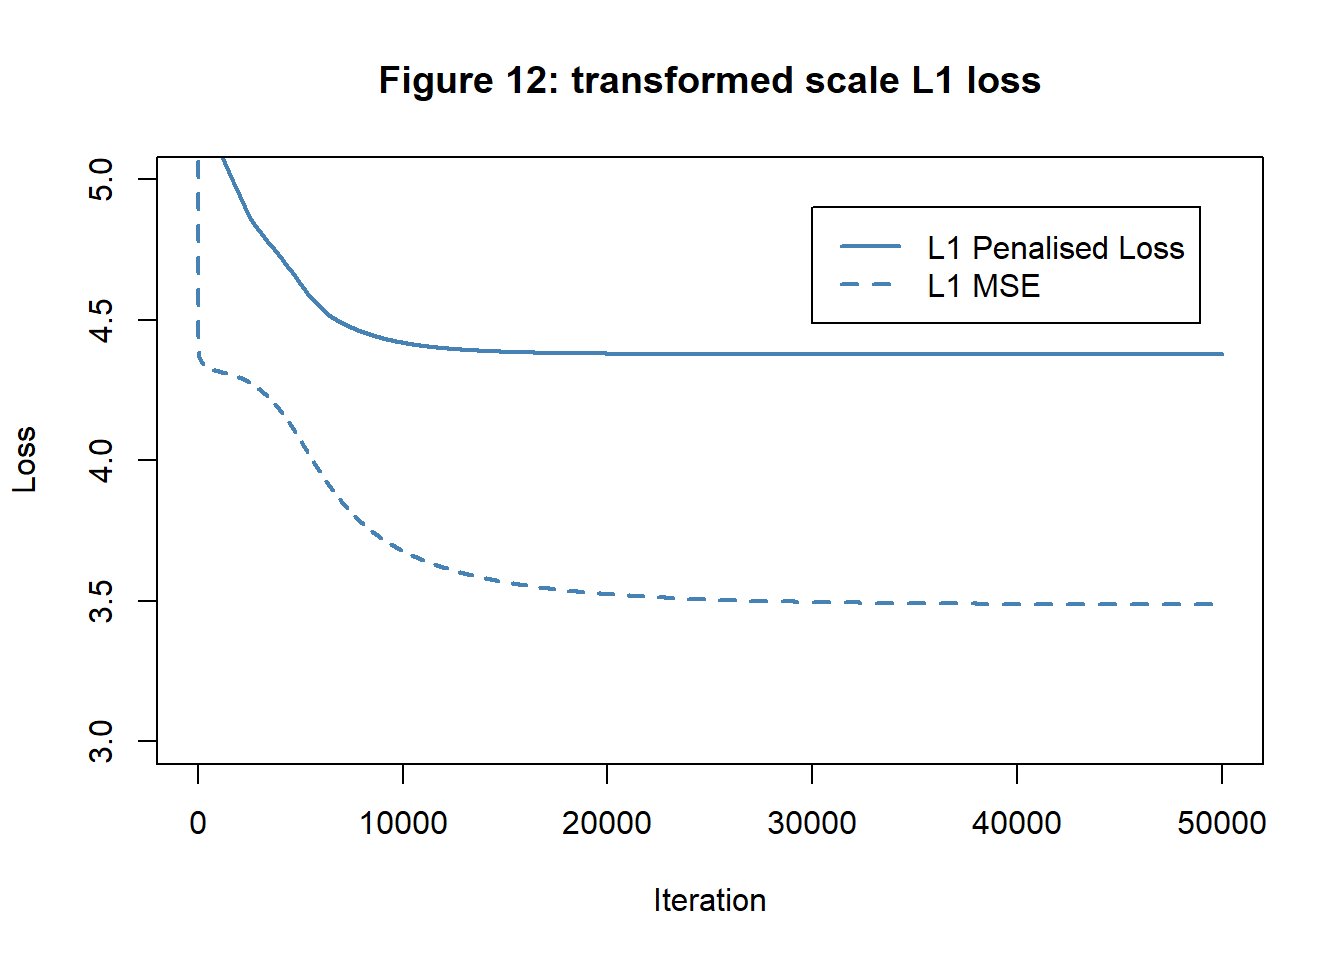 Figure 12: transformed scale L1 loss
5.0
4.5
4.0
3.5
3.0
Loss
L1 Penalised Loss
L1 MSE
0 10000 20000 30000 40000 50000
Iteration